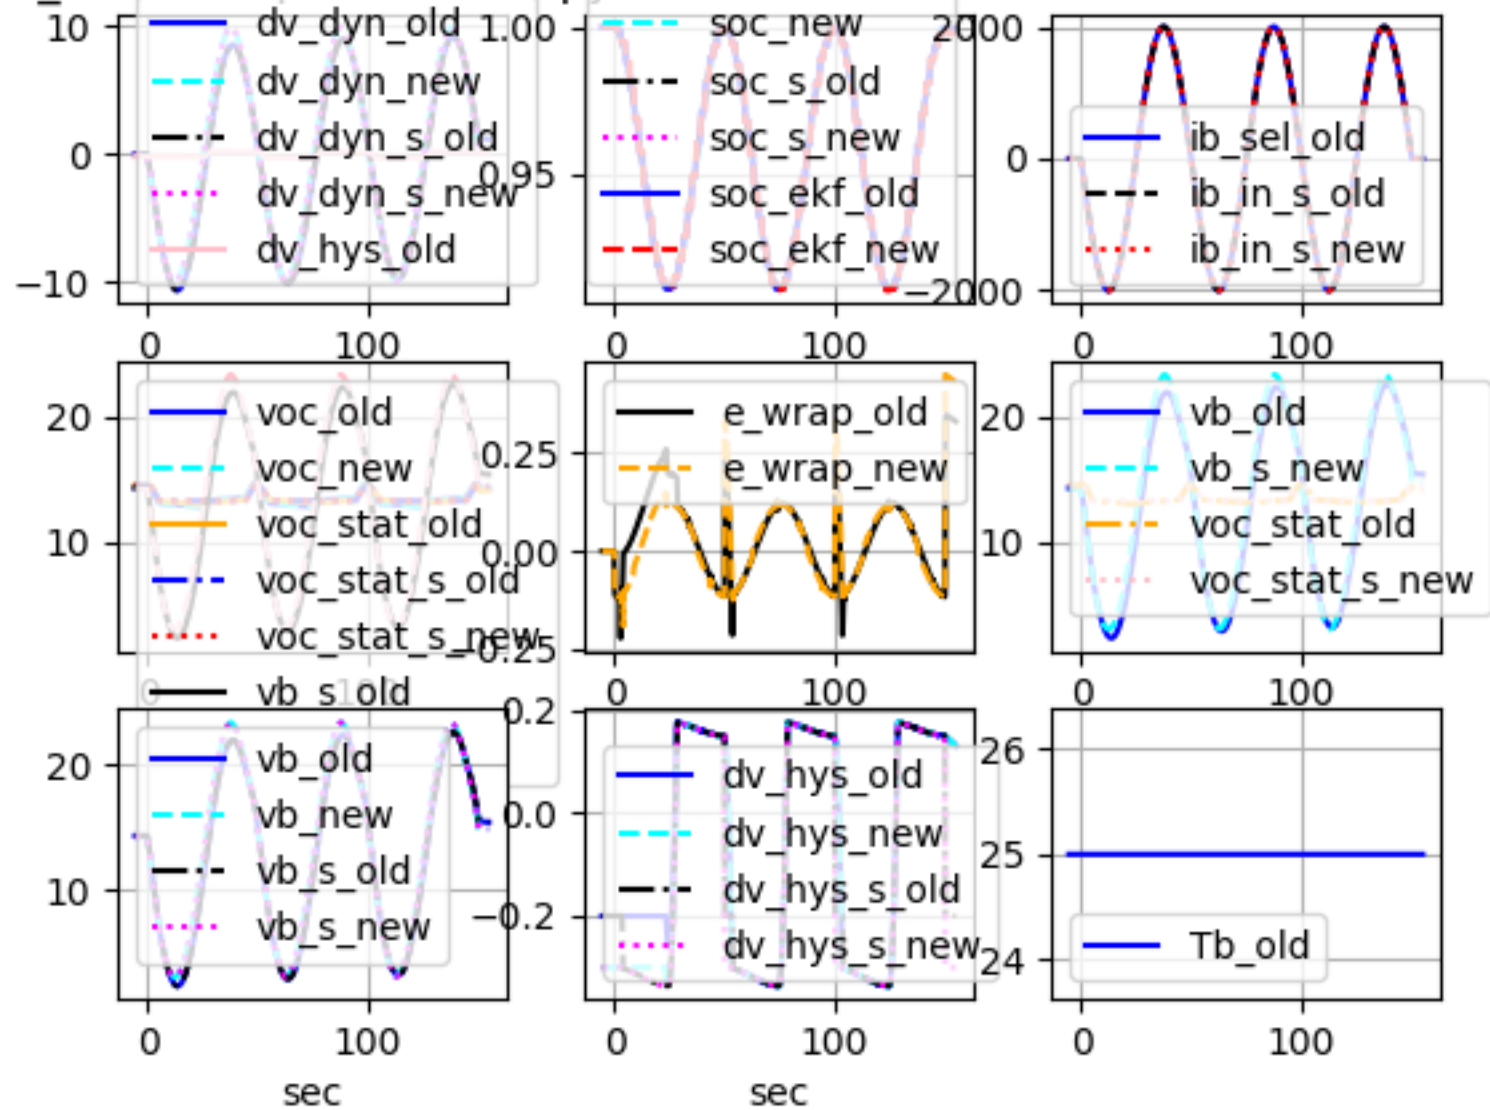 10
0
−10
dv_dyn_old
dv_dyn_new
dv_dyn_s_old
dv_dyn_s_new
dv_hys_old
0
100
1.00
0.95
soc_new
soc_s_old
soc_s_new
soc_ekf_old
soc_ekf_new
0
100
2000
0
−2000
ib_sel_old
ib_in_s_old
ib_in_s_new
0
100
20
10
voc_old
voc_new
voc_stat_old
voc_stat_s_old
voc_stat_s_new
vb_s_old
0.25
0.00
−0.25
e_wrap_old
e_wrap_new
0
100
20
10
vb_old
vb_s_new
voc_stat_old
voc_stat_s_new
0
100
20
10
vb_old
vb_new
vb_s_old
vb_s_new
0
100
sec
0.2
0.0
−0.2
dv_hys_old
dv_hys_new
dv_hys_s_old
dv_hys_s_new
0
100
sec
26
25
24
Tb_old
0
100